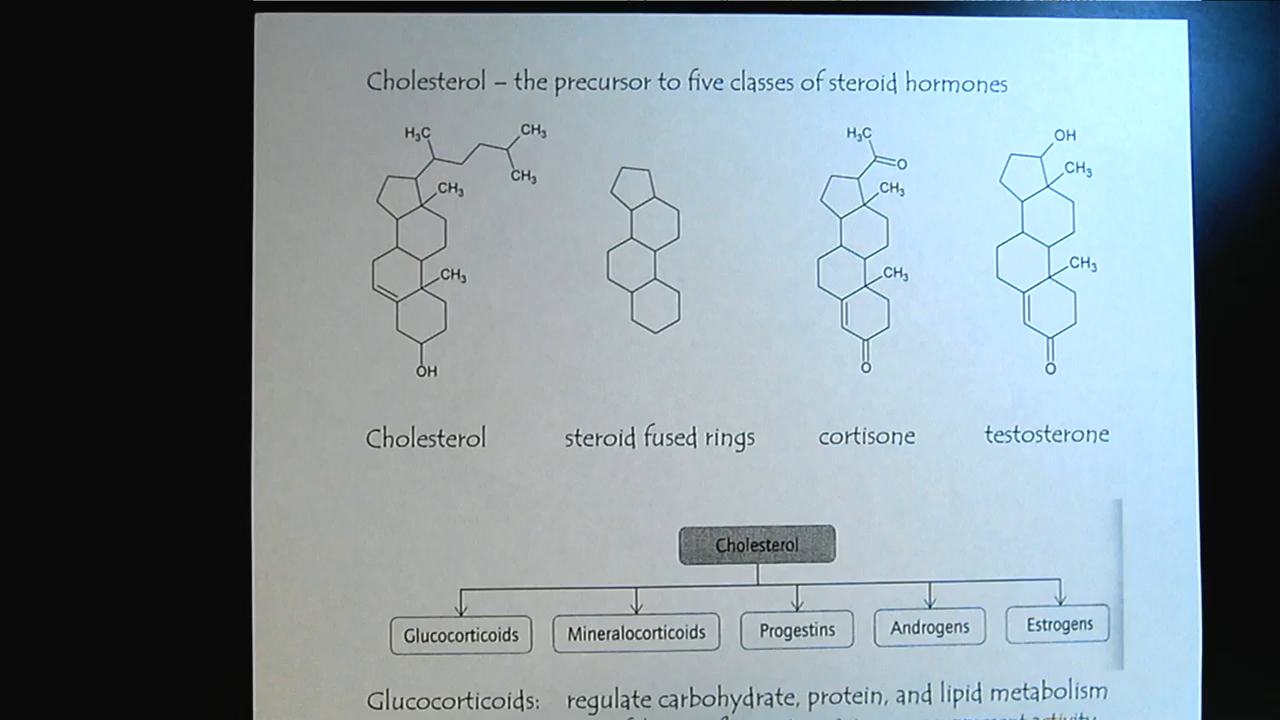 Cholesterol – the precursor to five classes of steroid hormones
H₃C CH₃ H₃C CH₃ OH
O CH₃
CH₃ CH₃ CH₃
CH₃ CH₃ CH₃
OH O O
Cholesterol steroid fused rings cortisone testosterone
Cholesterol
Glucocorticoids Mineralocorticoids Progestins Androgens Estrogens
Glucocorticoids: regulate carbohydrate, protein, and lipid metabolism